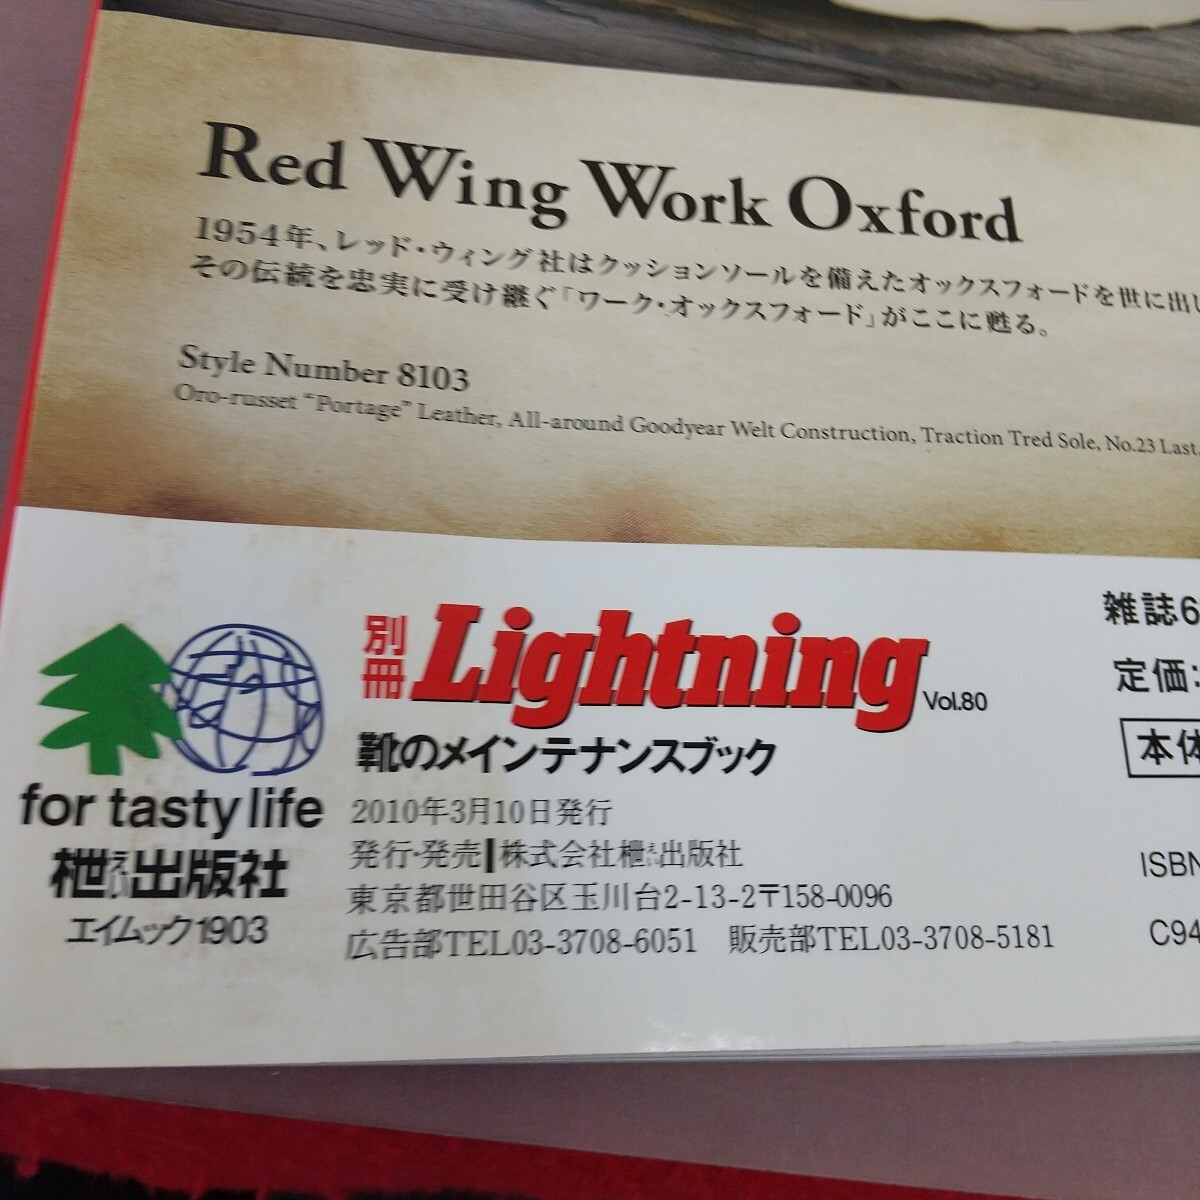 Red Wing Work Oxford
1954年、レッド・ウィング社はクッションソールを備えたオックスフォードを世に出し
その伝統を忠実に受け継ぐ「ワーク・オックスフォード」がここに甦る。
Style Number 8103
Oro-russet “Portage” Leather, All-around Goodyear Welt Construction, Traction Tred Sole, No.23 Last.
別冊 Lightning Vol.80
靴のメインテナンスブック
2010年3月10日発行
発行・発売 株式会社枻出版社
東京都世田谷区玉川台2-13-2〒158-0096
広告部TEL03-3708-6051 販売部TEL03-3708-5181
for tasty life
枻えい出版社
エイムック1903
雑誌6
定価:
本体
ISBN
C94